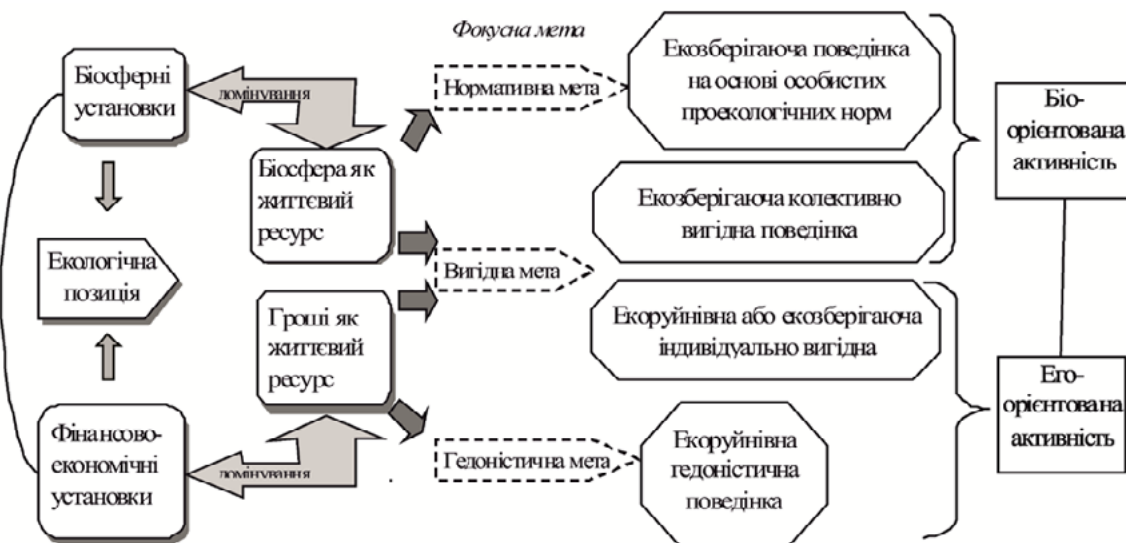 Фокусна мета
Біосферні
установки
домінування
Біосфера як
життєвий
ресурс
Екологічна
позиція
Гроші як
життєвий
ресурс
Фінансово-
економічні
установки
домінування
Нормативна мета
Вигідна мета
Гедоністична мета
Екозберігаюча поведінка
на основі особистих
проекологічних норм
Екозберігаюча колективно
вигідна поведінка
Екоруйнівна або екозберігаюча
індивідуально вигідна
Екоруйнівна
гедоністична
поведінка
Біо-
орієнтована
активність
Его-
орієнтована
активність